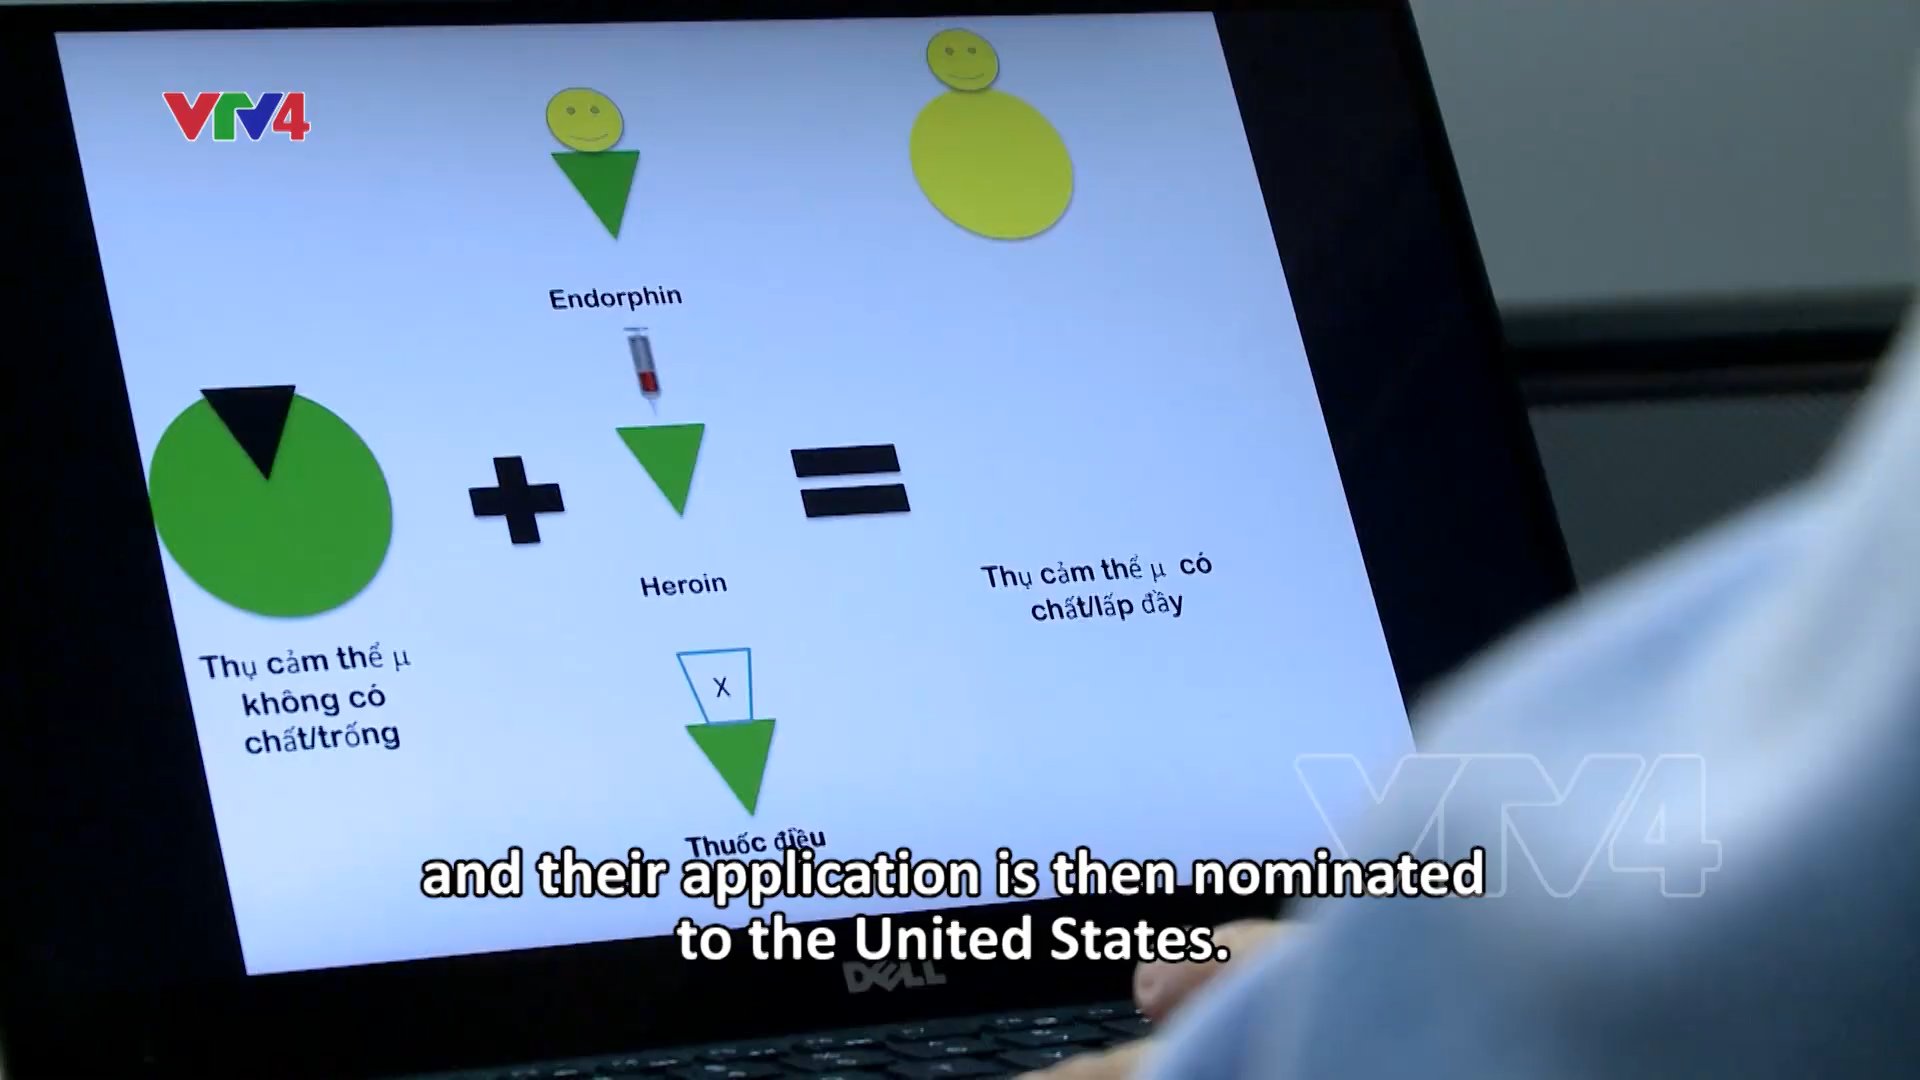 VTV4
Endorphin
Heroin
Thụ cảm thể µ có
chất/lấp đầy
Thụ cảm thể µ
không có
chất/trống
X
Thuốc điều
and their application is then nominated
to the United States.
DELL
VTV4